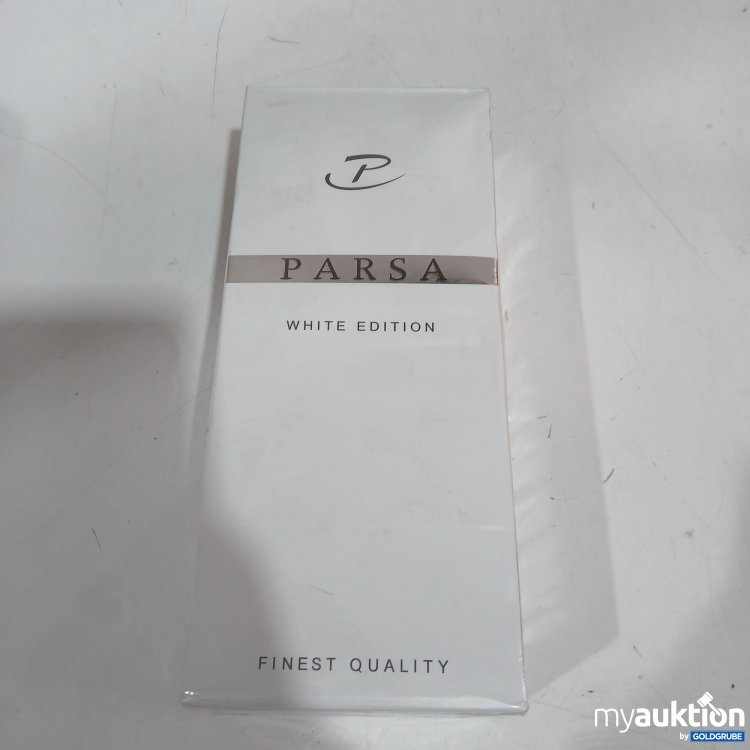 P
PARSA
WHITE EDITION
FINEST QUALITY
myauktion
by GOLDGRUBE